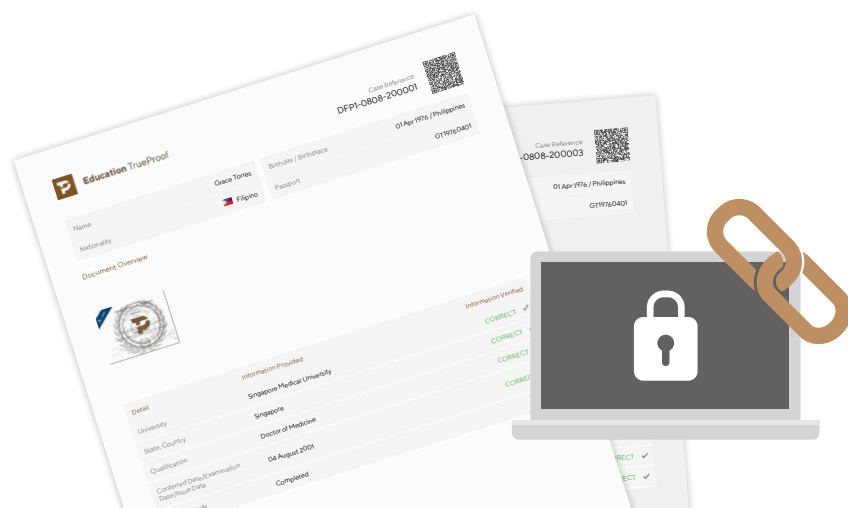 Case Reference
DFP1-0808-200001
Education TrueProof
Name
Grace Torres
Birthday / Birthplace
01 Apr 1976 / Philippines
Nationality
Filipino
Passport
GT19760401
Document Overview
Detail
Information Provided
Information Verified
University
Singapore Medical University
CORRECT
State, Country
Singapore
CORRECT
Qualification
Doctor of Medicine
CORRECT
Conferred Date/Examination
Date/Issue Date
04 August 2001
CORREC
Completed
Case Reference
-0808-200003
01 Apr 1976 / Philippines
GT19760401
RECT
ECT